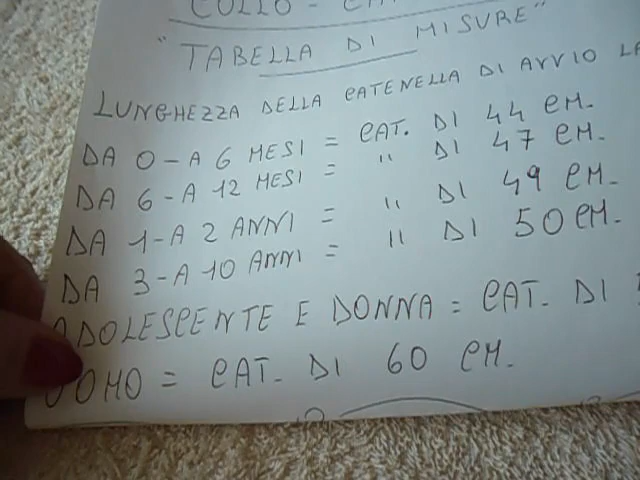 COLLO -
"TABELLA DI MISURE"
LUNGHEZZA DELLA CATENELLA DI AVVIO
DA 0-A 6 MESI = CAT. DI 44 CM.
DA 6-A 12 MESI = " DI 47 CM.
DA 1-A 2 ANNI = " DI 49 CM.
DA 3-A 10 ANNI = " DI 50 CM.
ADOLESCENTE E DONNA = CAT. DI
UOMO = CAT. DI 60 CM.